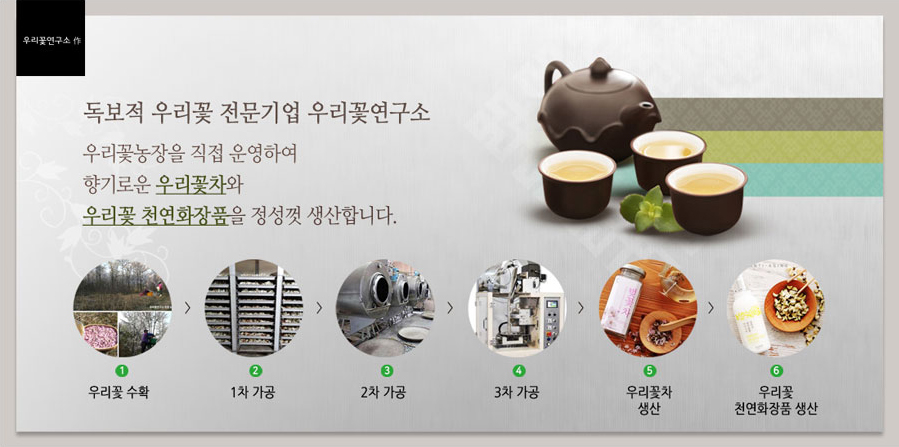 우리꽃연구소 作
독보적 우리꽃 전문기업 우리꽃연구소
우리꽃농장을 직접 운영하여
향기로운 우리꽃차와
우리꽃 천연화장품을 정성껏 생산합니다.
1
우리꽃 수확
2
1차 가공
3
2차 가공
4
3차 가공
5
우리꽃차
생산
6
우리꽃
천연화장품 생산